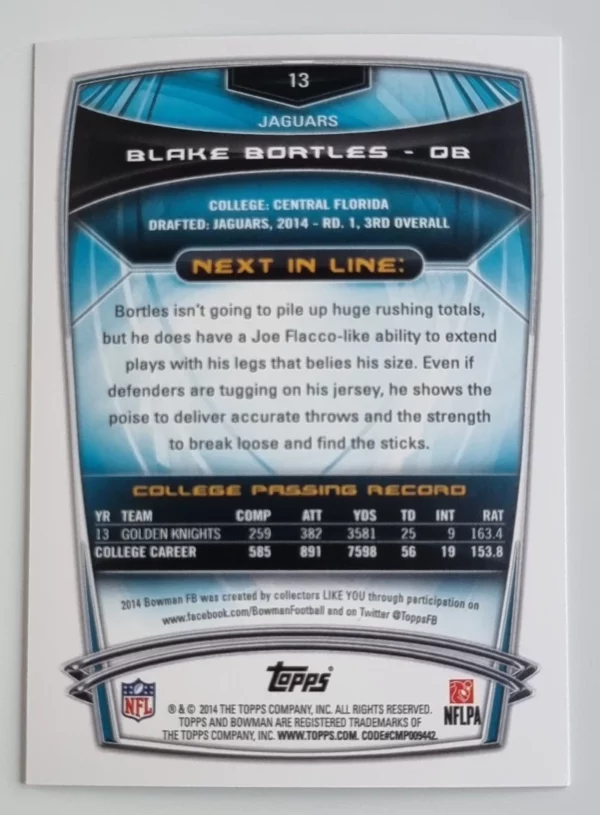 13
JAGUARS
BLAKE BORTLES - QB
COLLEGE: CENTRAL FLORIDA
DRAFTED: JAGUARS, 2014 - RD. 1, 3RD OVERALL
NEXT IN LINE:
Bortles isn't going to pile up huge rushing totals,
but he does have a Joe Flacco-like ability to extend
plays with his legs that belies his size. Even if
defenders are tugging on his jersey, he shows the
poise to deliver accurate throws and the strength
to break loose and find the sticks.
COLLEGE PASSING RECORD
YR TEAM COMP ATT YDS TD INT RAT
13 GOLDEN KNIGHTS 259 382 3581 25 9 163.4
COLLEGE CAREER 585 891 7598 56 19 153.8
2014 Bowman FB was created by collectors LIKE YOU through participation on
www.facebook.com/BowmanFootball and on Twitter @ToppsFB
Topps
NFL
NFLPA
® & © 2014 THE TOPPS COMPANY, INC. ALL RIGHTS RESERVED.
TOPPS AND BOWMAN ARE REGISTERED TRADEMARKS OF
THE TOPPS COMPANY, INC. WWW.TOPPS.COM. CODE#CMP009442.